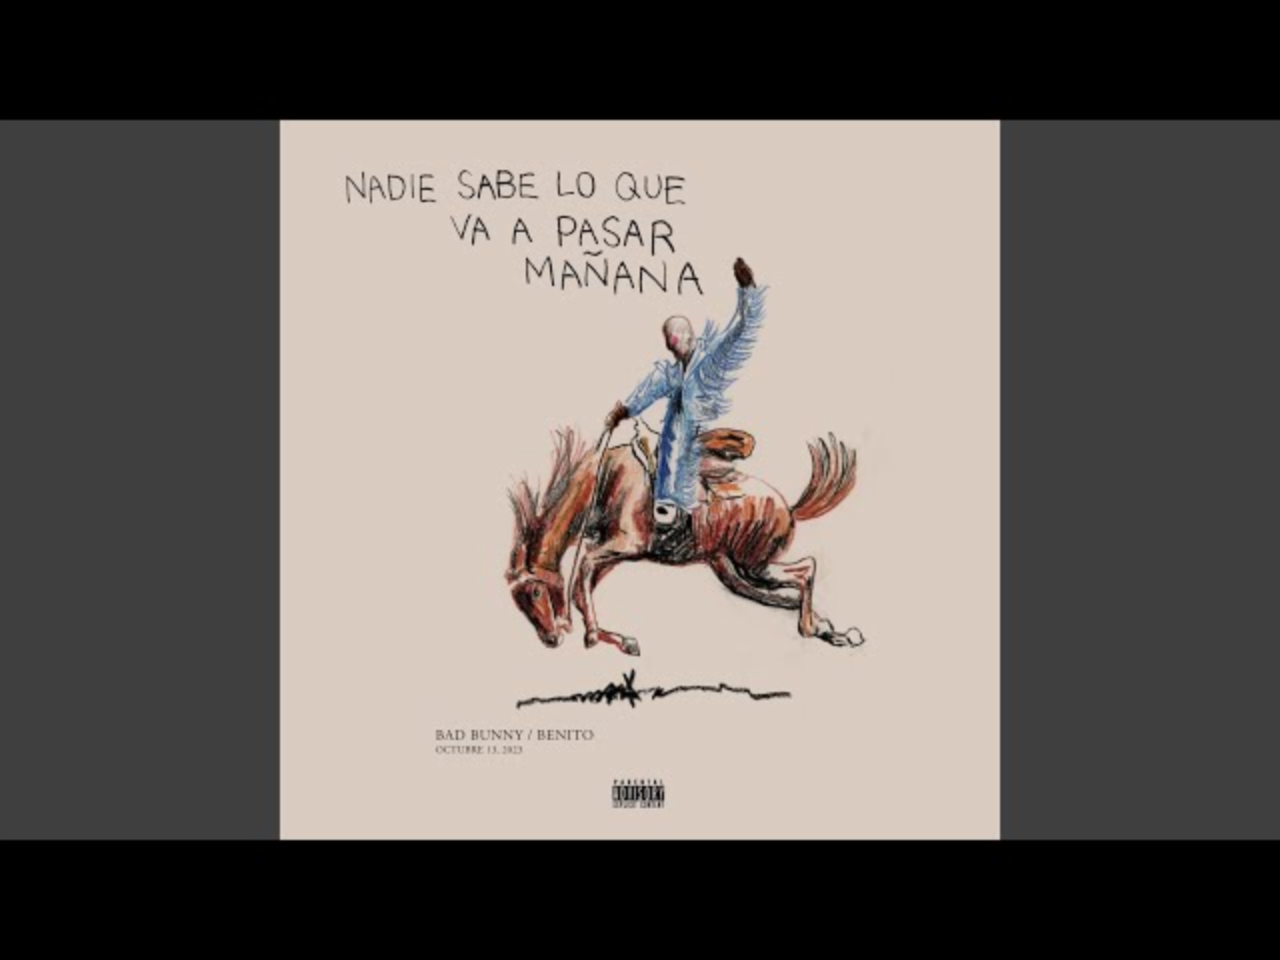 NADIE SABE LO QUE
VA A PASAR
MAÑANA
BAD BUNNY / BENITO
OCTUBRE 13, 2023
PARENTAL
ADVISORY
EXPLICIT CONTENT